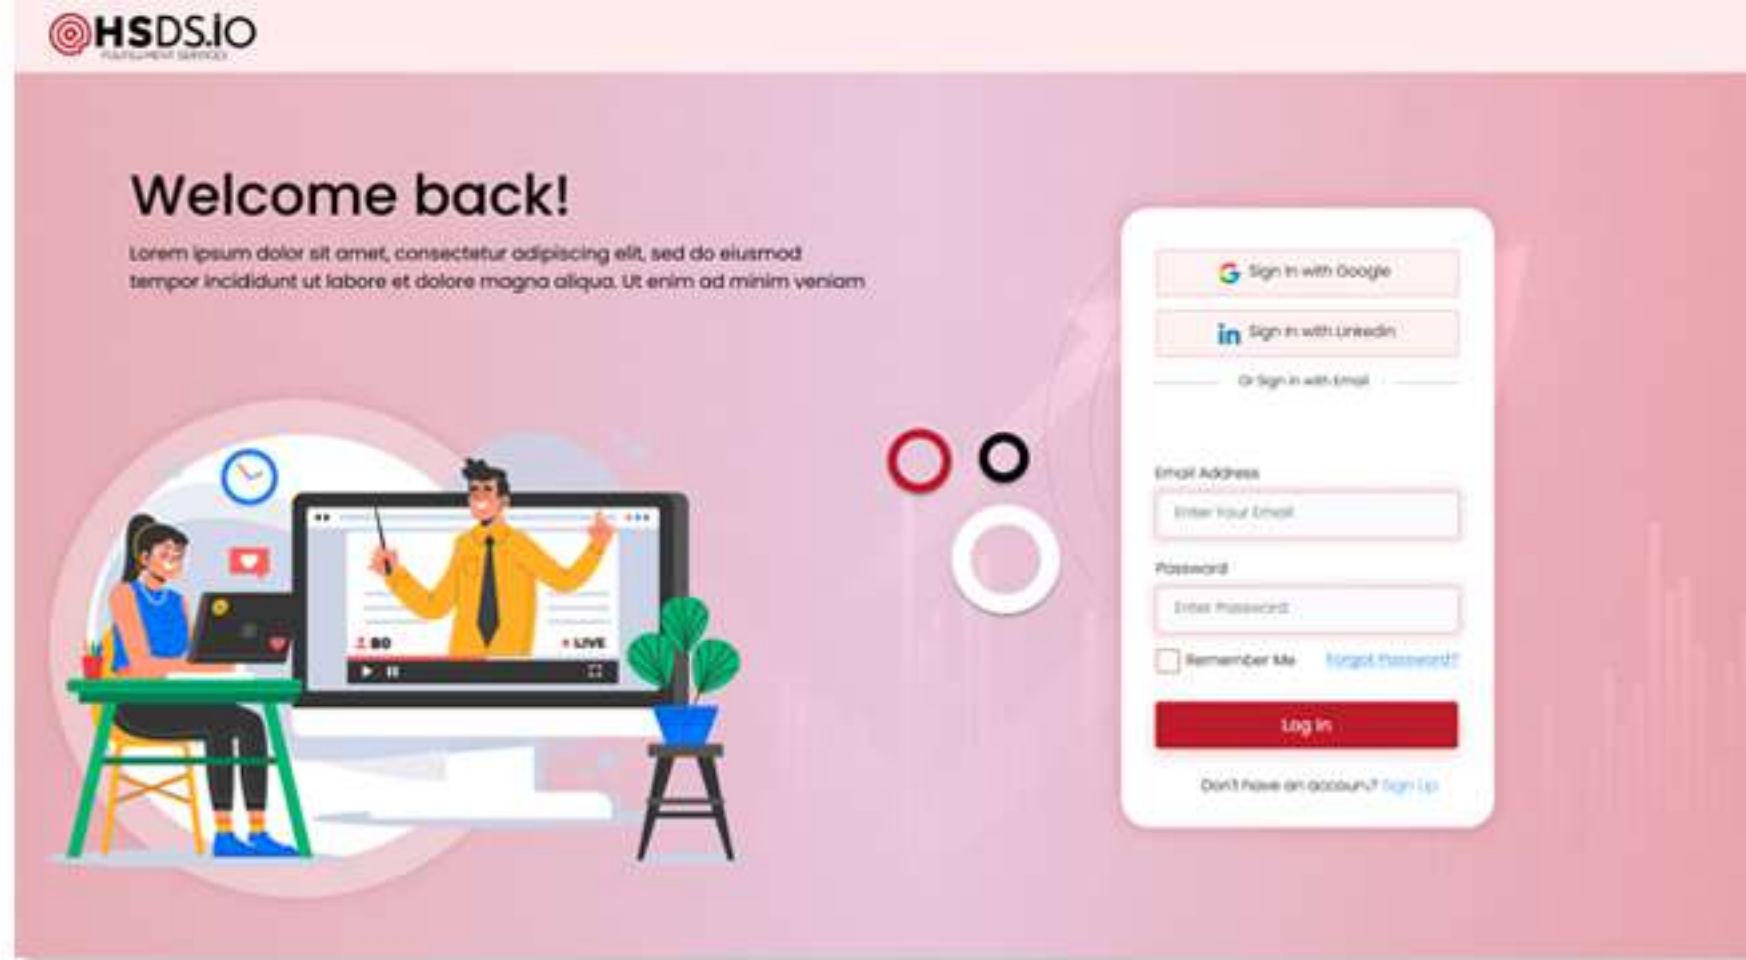 HSDS.iO
FULFILLMENT SERVICES
Welcome back!
Lorem ipsum dolor sit amet, consectetur adipiscing elit, sed do eiusmod
tempor incididunt ut labore et dolore magna aliqua. Ut enim ad minim veniam
80
LIVE
Sign In with Google
Sign In with Linkedin
Or Sign in with Email
Email Address
Enter Your Email
Password
Enter Password
Remember Me
Forgot Password?
Log In
Don't have an account? Sign Up